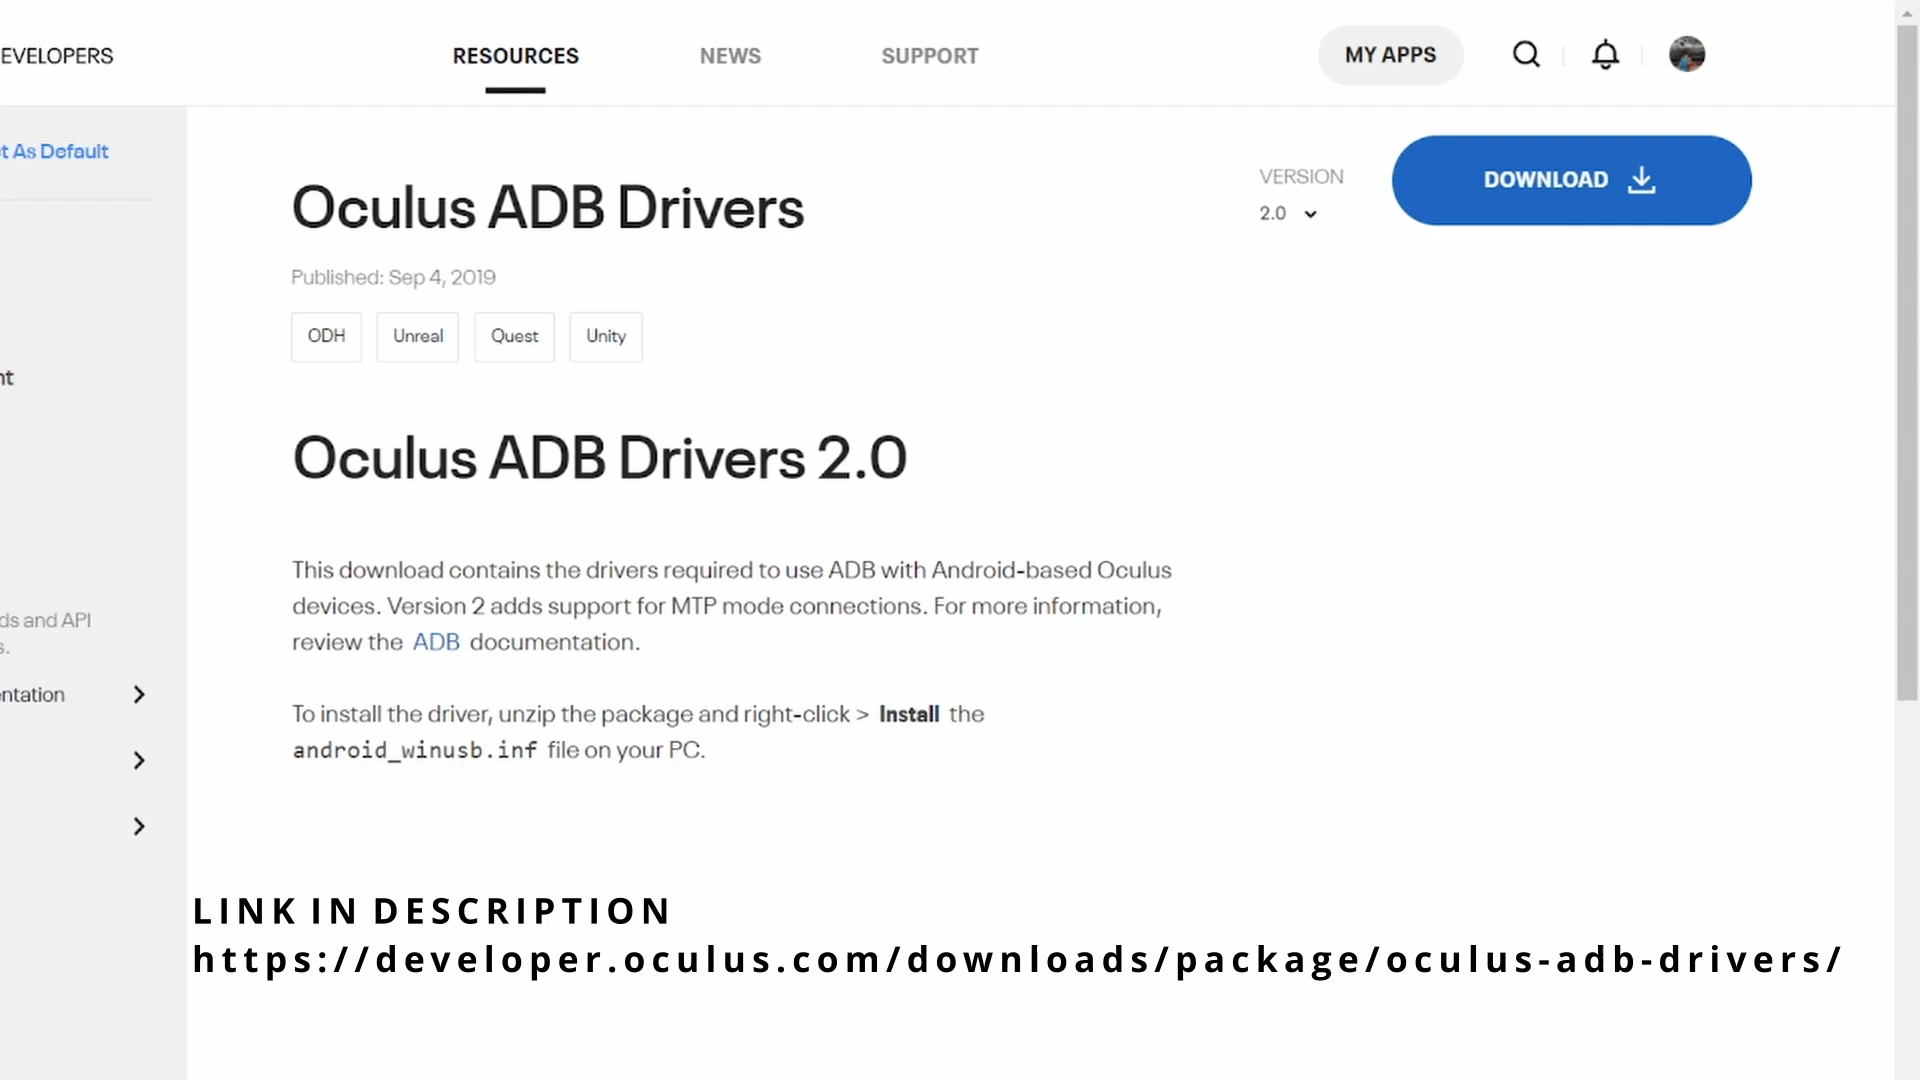 EVELOPERS
RESOURCES
NEWS
SUPPORT
MY APPS
t As Default
Oculus ADB Drivers
VERSION
2.0
DOWNLOAD
Published: Sep 4, 2019
ODH
Unreal
Quest
Unity
nt
Oculus ADB Drivers 2.0
This download contains the drivers required to use ADB with Android-based Oculus
devices. Version 2 adds support for MTP mode connections. For more information,
review the ADB documentation.
ds and API
s.
entation
To install the driver, unzip the package and right-click > Install the
android_winusb.inf file on your PC.
LINK IN DESCRIPTION
https://developer.oculus.com/downloads/package/oculus-adb-drivers/